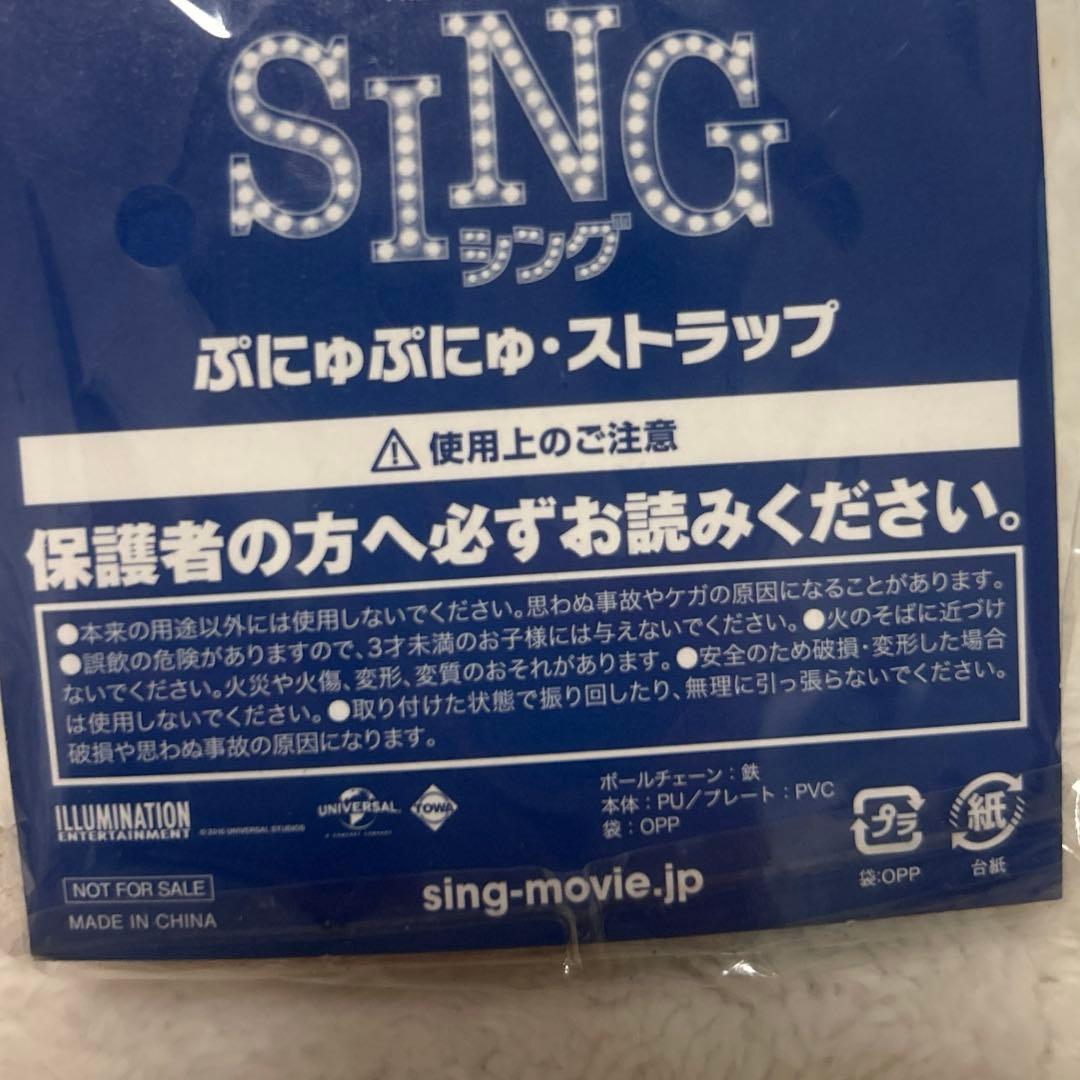 SING
シング
ぷにゅぷにゅ・ストラップ
使用上のご注意
保護者の方へ必ずお読みください。
●本来の用途以外には使用しないでください。思わぬ事故やケガの原因になることがあります。
●誤飲の危険がありますので、3才未満のお子様には与えないでください。●火のそばに近づけ
ないでください。火災や火傷、変形、変質のおそれがあります。●安全のため破損・変形した場合
は使用しないでください。●取り付けた状態で振り回したり、無理に引っ張らないでください。
破損や思わぬ事故の原因になります。
ILLUMINATION
ENTERTAINMENT
©2016 UNIVERSAL STUDIOS
UNIVERSAL
A COMCAST COMPANY
TOWA
ボールチェーン：鉄
本体：PU／プレート：PVC
袋：OPP
プラ
袋:OPP
紙
台紙
NOT FOR SALE
MADE IN CHINA
sing-movie.jp